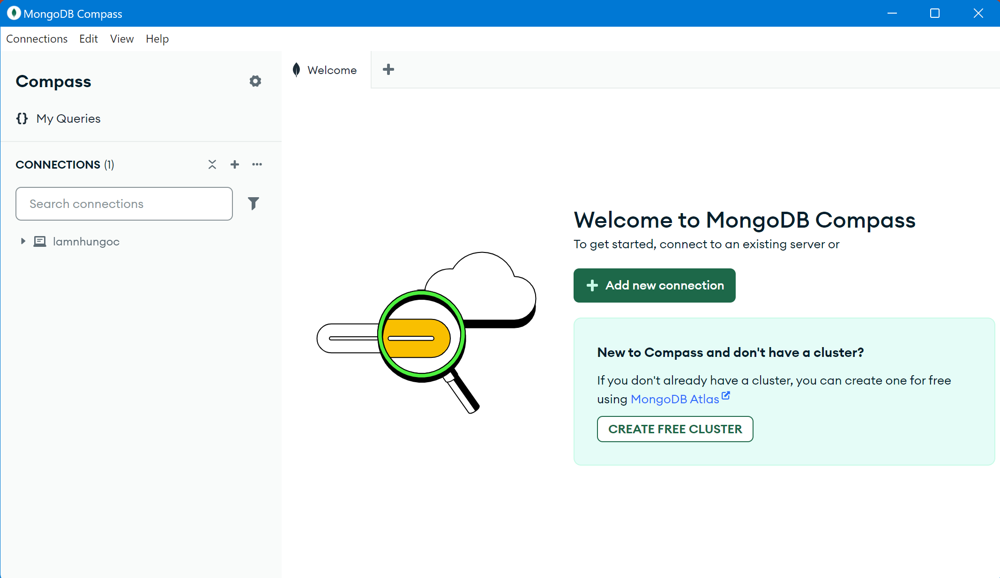 MongoDB Compass
Connections Edit View Help
Compass
My Queries
CONNECTIONS (1)
Search connections
lamnhungoc
Welcome
Welcome to MongoDB Compass
To get started, connect to an existing server or
Add new connection
New to Compass and don't have a cluster?
If you don't already have a cluster, you can create one for free
using MongoDB Atlas
CREATE FREE CLUSTER